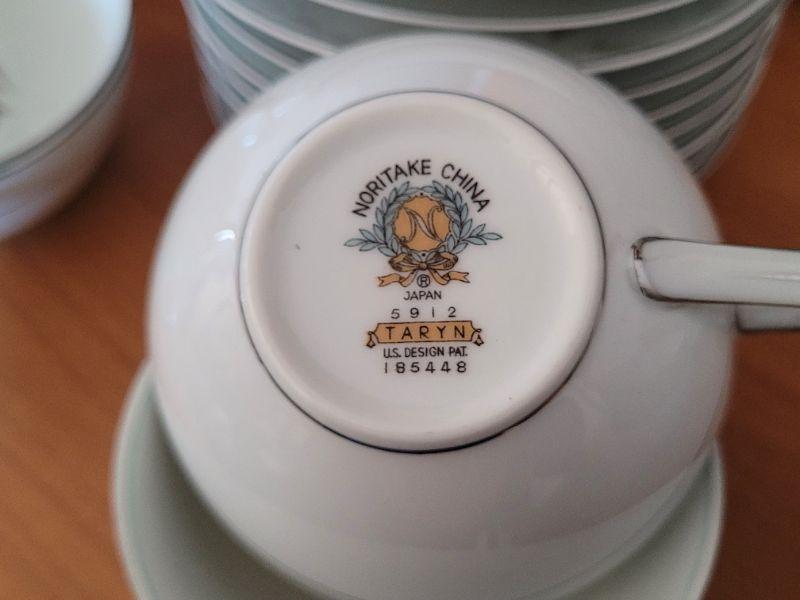 NORITAKE CHINA
N
®
JAPAN
5912
TARYN
U.S. DESIGN PAT.
185448